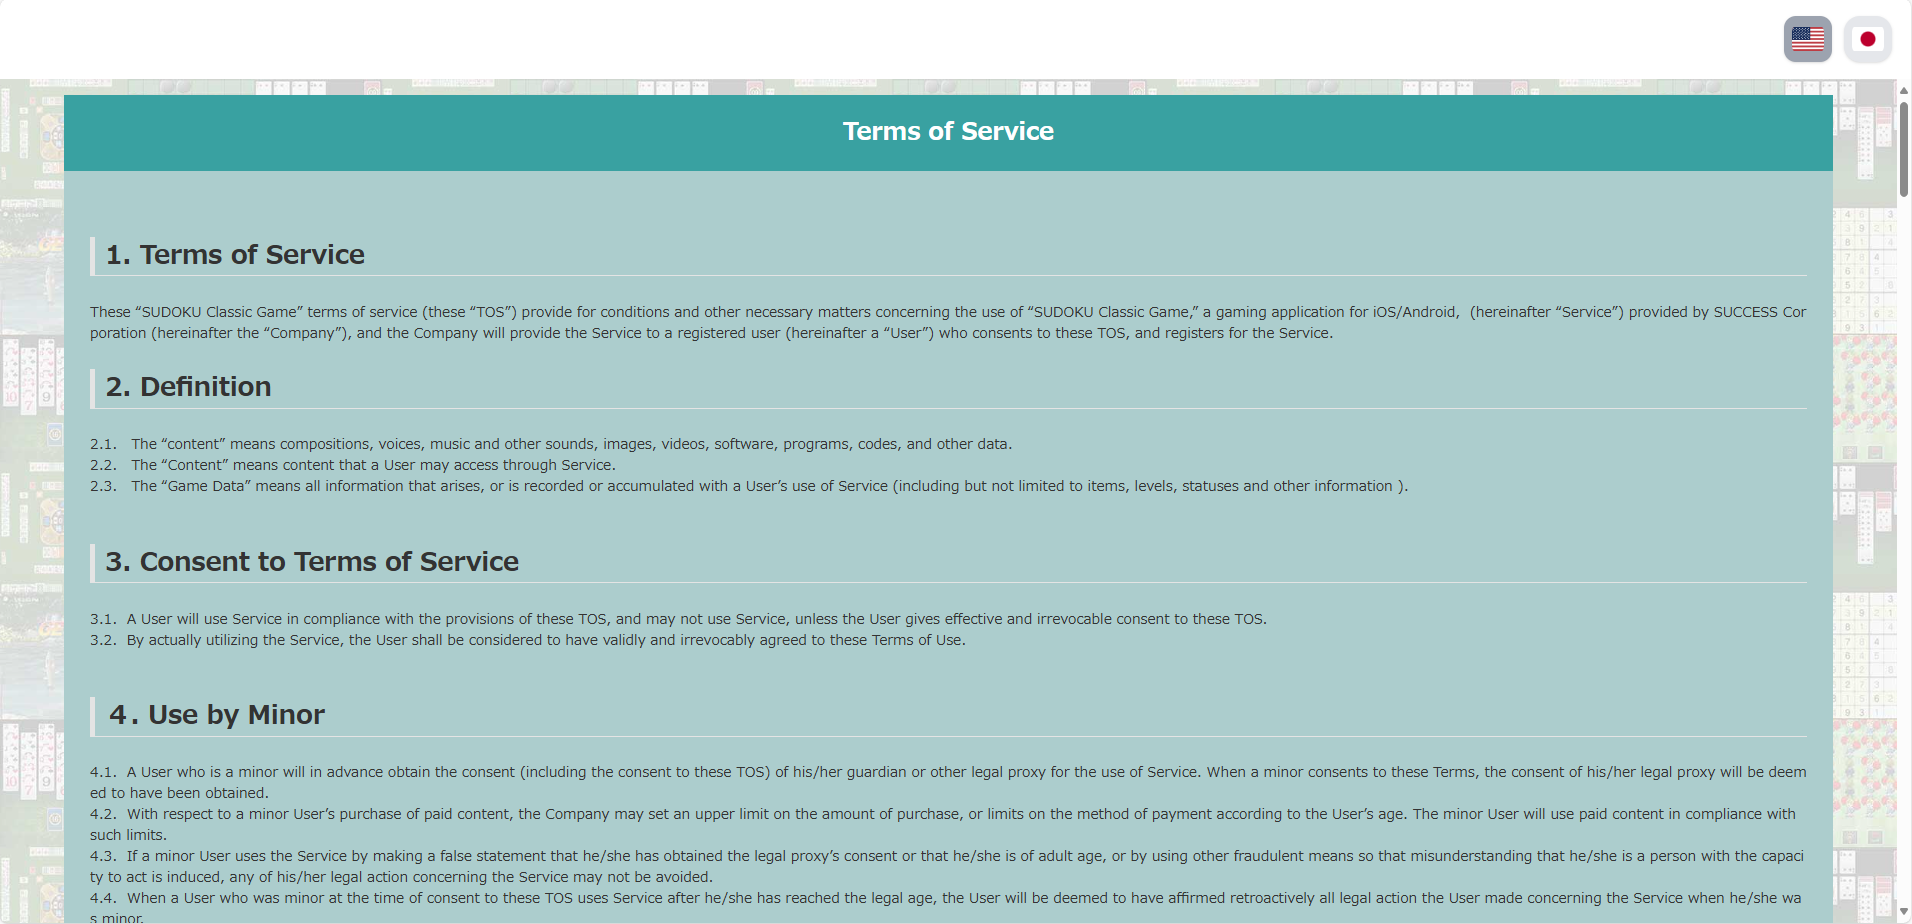 Terms of Service
1. Terms of Service
These “SUDOKU Classic Game” terms of service (these “TOS”) provide for conditions and other necessary matters concerning the use of “SUDOKU Classic Game,” a gaming application for iOS/Android,  (hereinafter “Service”) provided by SUCCESS Cor
poration (hereinafter the “Company”), and the Company will provide the Service to a registered user (hereinafter a “User”) who consents to these TOS, and registers for the Service.
2. Definition
2.1.   The “content” means compositions, voices, music and other sounds, images, videos, software, programs, codes, and other data.
2.2.   The “Content” means content that a User may access through Service.
2.3.   The “Game Data” means all information that arises, or is recorded or accumulated with a User’s use of Service (including but not limited to items, levels, statuses and other information ).
3. Consent to Terms of Service
3.1.  A User will use Service in compliance with the provisions of these TOS, and may not use Service, unless the User gives effective and irrevocable consent to these TOS.
3.2.  By actually utilizing the Service, the User shall be considered to have validly and irrevocably agreed to these Terms of Use.
４. Use by Minor
4.1.  A User who is a minor will in advance obtain the consent (including the consent to these TOS) of his/her guardian or other legal proxy for the use of Service. When a minor consents to these Terms, the consent of his/her legal proxy will be deem
ed to have been obtained.
4.2.  With respect to a minor User’s purchase of paid content, the Company may set an upper limit on the amount of purchase, or limits on the method of payment according to the User’s age. The minor User will use paid content in compliance with
such limits.
4.3.  If a minor User uses the Service by making a false statement that he/she has obtained the legal proxy’s consent or that he/she is of adult age, or by using other fraudulent means so that misunderstanding that he/she is a person with the capaci
ty to act is induced, any of his/her legal action concerning the Service may not be avoided.
4.4.  When a User who was minor at the time of consent to these TOS uses Service after he/she has reached the legal age, the User will be deemed to have affirmed retroactively all legal action the User made concerning the Service when he/she wa
s minor.